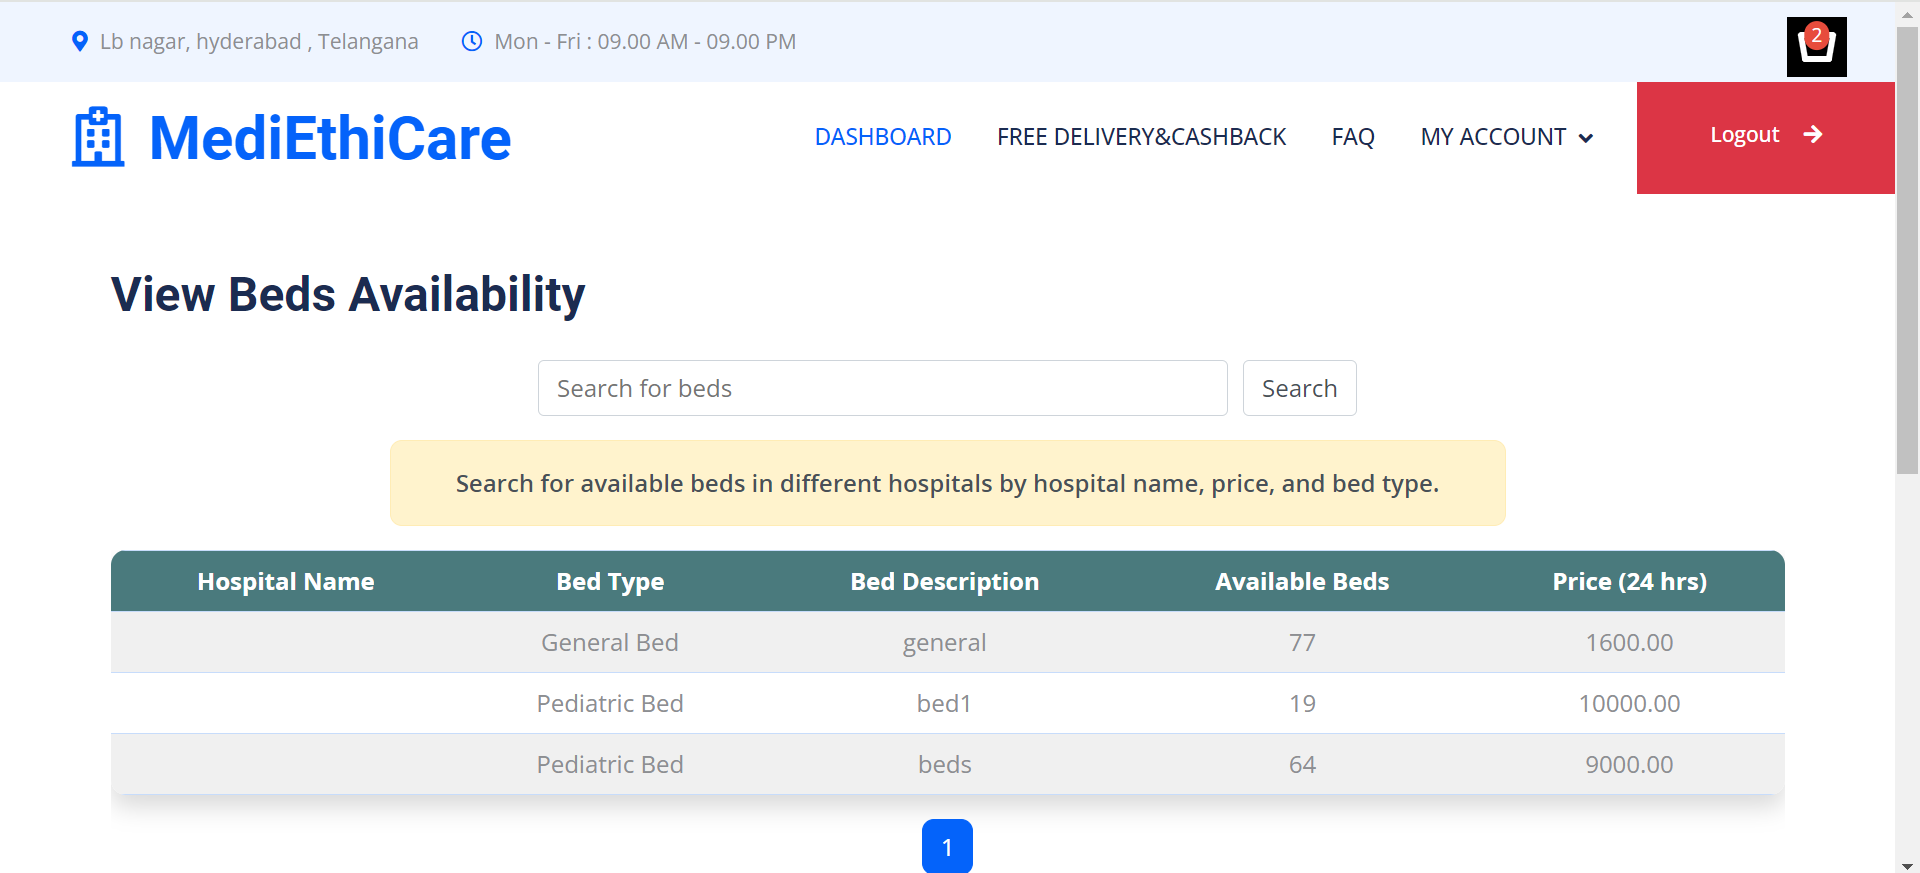 Lb nagar, hyderabad , Telangana
Mon - Fri : 09.00 AM - 09.00 PM
2
MediEthiCare
DASHBOARD FREE DELIVERY&CASHBACK FAQ MY ACCOUNT
Logout
View Beds Availability
Search for beds
Search
Search for available beds in different hospitals by hospital name, price, and bed type.
Hospital Name Bed Type Bed Description Available Beds Price (24 hrs)
General Bed general 77 1600.00
Pediatric Bed bed1 19 10000.00
Pediatric Bed beds 64 9000.00
1